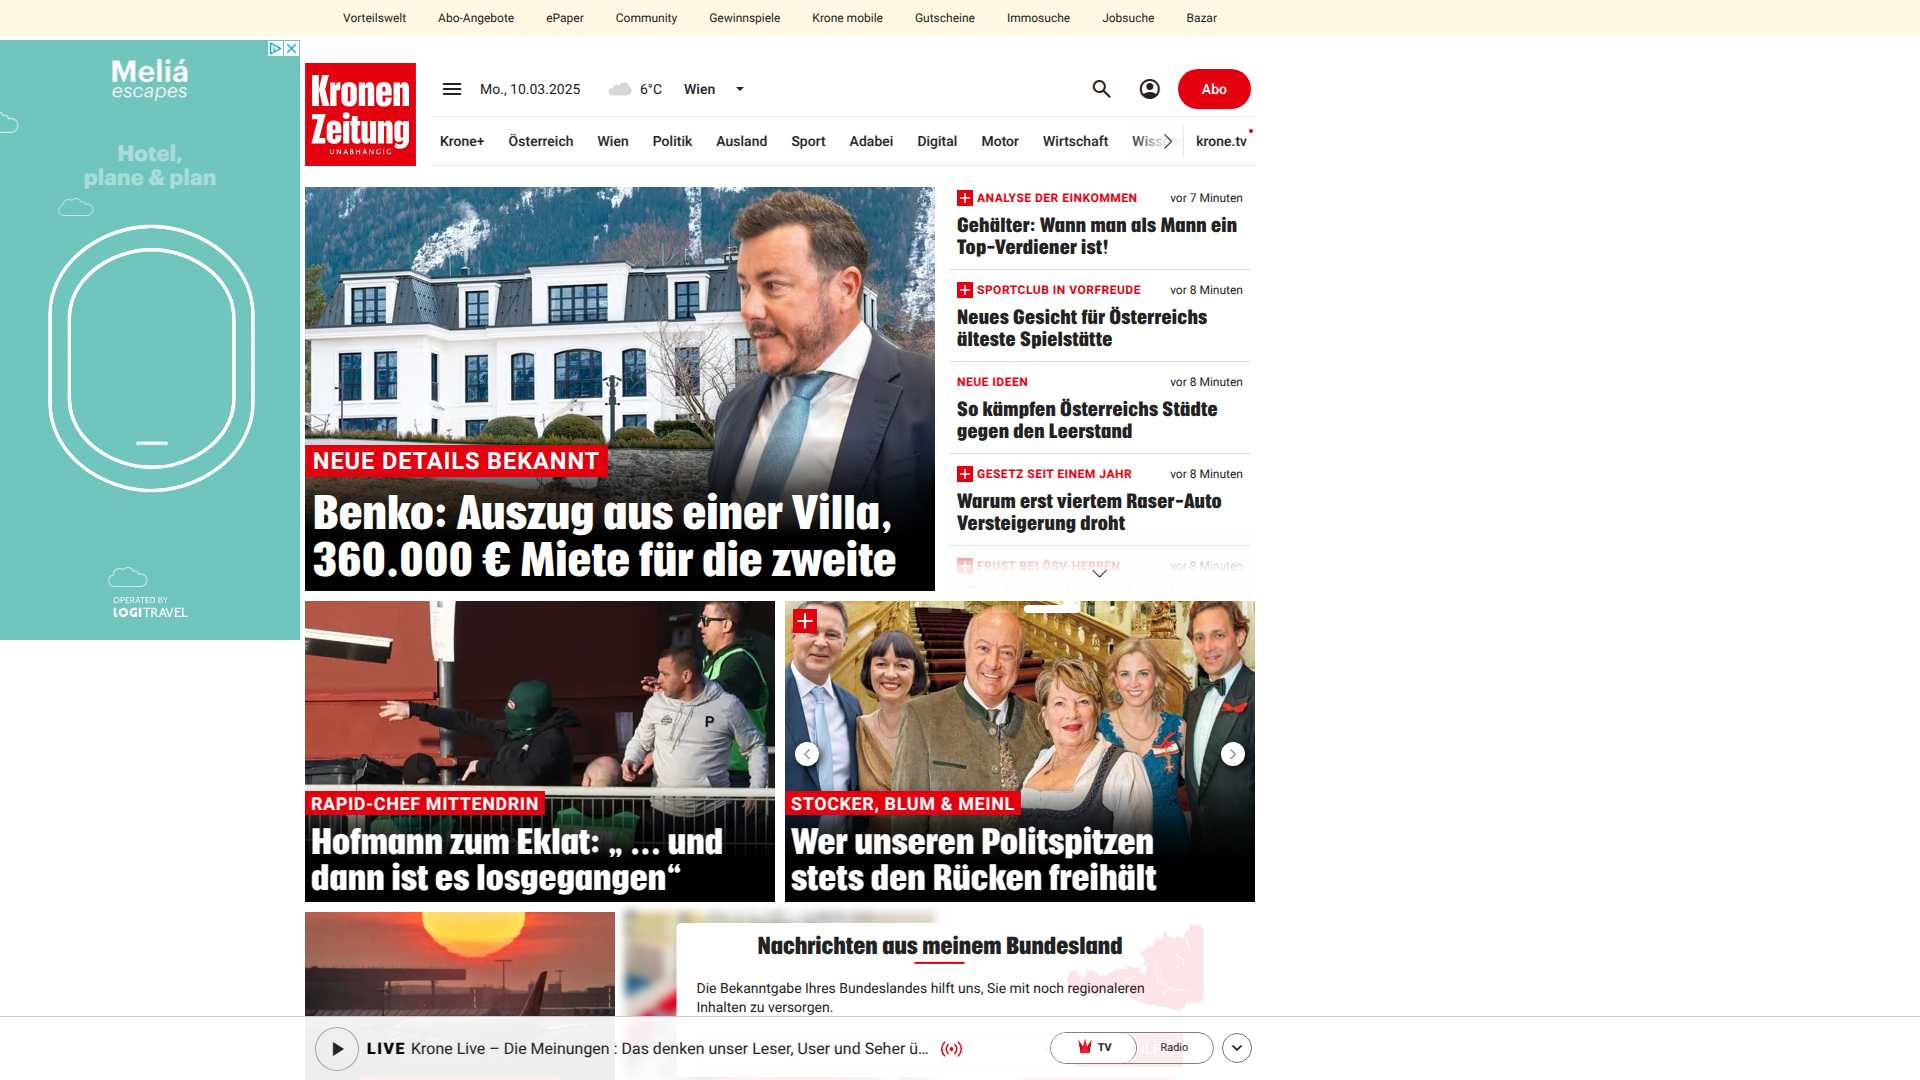 Vorteilswelt Abo-Angebote ePaper Community Gewinnspiele Krone mobile Gutscheine Immosuche Jobsuche Bazar
Meliá
escapes
Hotel,
plane & plan
OPERATED BY
LOGITRAVEL
Kronen
Zeitung
UNABHÄNGIG
Mo., 10.03.2025 6°C Wien
Abo
Krone+ Österreich Wien Politik Ausland Sport Adabei Digital Motor Wirtschaft krone.tv
NEUE DETAILS BEKANNT
Benko: Auszug aus einer Villa,
360.000 € Miete für die zweite
ANALYSE DER EINKOMMEN vor 7 Minuten
Gehälter: Wann man als Mann ein
Top-Verdiener ist!
SPORTCLUB IN VORFREUDE vor 8 Minuten
Neues Gesicht für Österreichs
älteste Spielstätte
NEUE IDEEN vor 8 Minuten
So kämpfen Österreichs Städte
gegen den Leerstand
GESETZ SEIT EINEM JAHR vor 8 Minuten
Warum erst viertem Raser-Auto
Versteigerung droht
FRUST BEI ÖSV-HERREN vor 8 Minuten
P
RAPID-CHEF MITTENDRIN
Hofmann zum Eklat: „ … und
dann ist es losgegangen“
STOCKER, BLUM & MEINL
Wer unseren Politspitzen
stets den Rücken freihält
Nachrichten aus meinem Bundesland
Die Bekanntgabe Ihres Bundeslandes hilft uns, Sie mit noch regionaleren
Inhalten zu versorgen.
LIVE Krone Live – Die Meinungen : Das denken unser Leser, User und Seher ü...
TV Radio